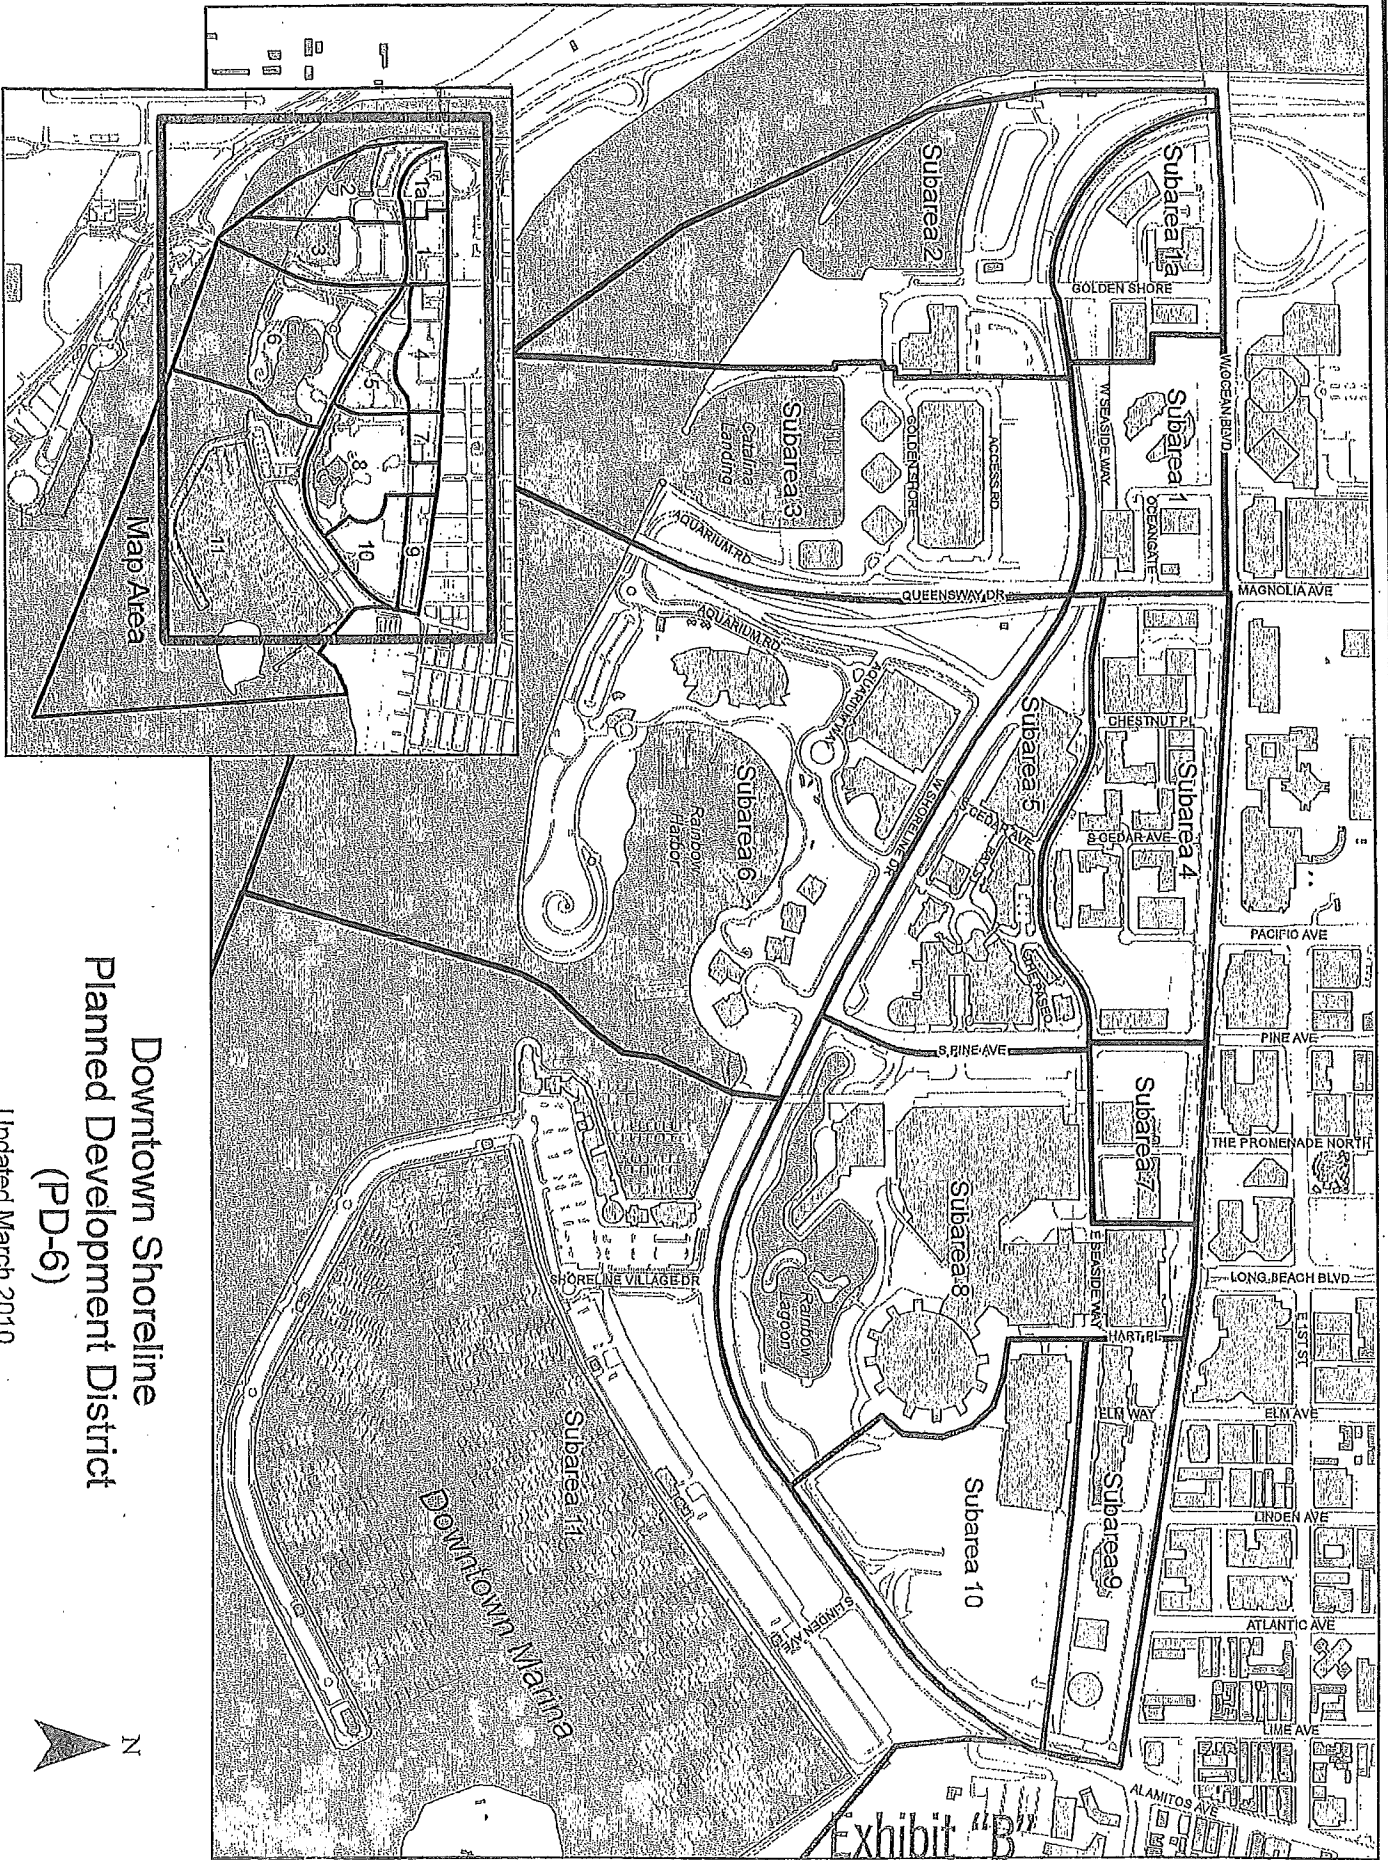 Subarea 1a
Subarea 2
GOLDEN SHORE
W OCEAN BLVD
W SEASIDE WAY
Subarea 1
OCEANGATE
Subarea 3
Catalina
Landing
GOLDEN SHORE
ACCESS RD
AQUARIUM RD
QUEENSWAY DR
MAGNOLIA AVE
AQUARIUM RD
AQUARIUM WAY
CHESTNUT PL
Subarea 4
Subarea 5
S CEDAR AVE
S CEDAR AVE
W SHORELINE DR
Subarea 6
Rainbow
Harbor
PACIFIC AVE
PINE AVE
S PINE AVE
Subarea 7
THE PROMENADE NORTH
Subarea 8
E SEASIDE WAY
LONG BEACH BLVD
E 1ST ST
HART PL
Rainbow
Lagoon
SHORELINE VILLAGE DR
ELM AVE
ELM WAY
Subarea 9
Subarea 10
LINDEN AVE
ATLANTIC AVE
S LINDEN AVE
Subarea 11
Downtown Marina
LIME AVE
ALAMITOS AVE
Exhibit "B"
1a
1
2
3
4
5
6
7
8
9
10
11
Map Area
Downtown Shoreline
Planned Development District
(PD-6)
Updated March 2010
N